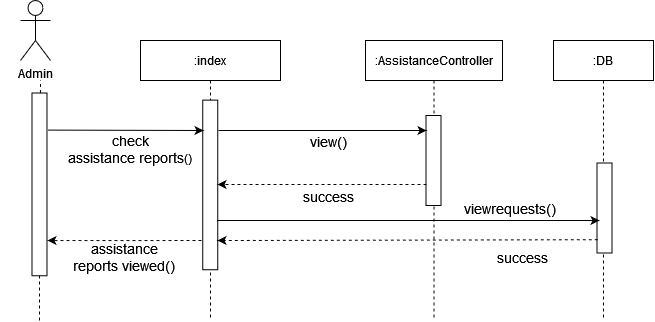 Admin
:index
:AssistanceController
:DB
check
assistance reports()
view()
success
viewrequests()
assistance
reports viewed()
success